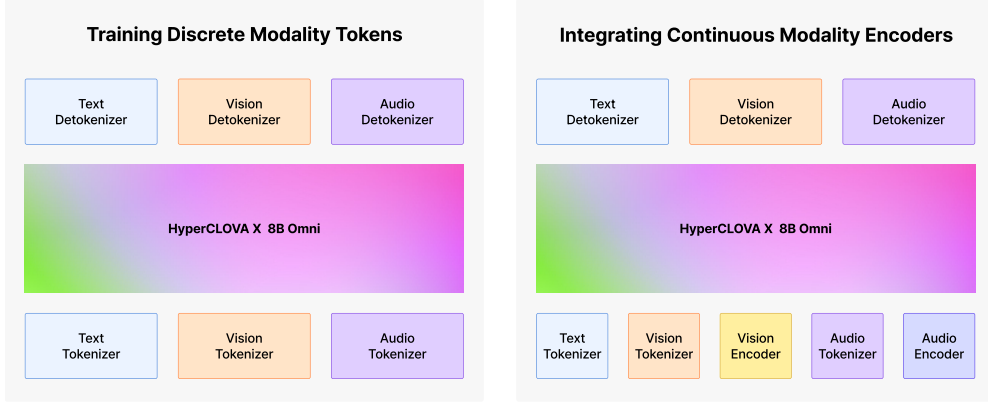 Training Discrete Modality Tokens
Text
Detokenizer
Vision
Detokenizer
Audio
Detokenizer
HyperCLOVA X 8B Omni
Text
Tokenizer
Vision
Tokenizer
Audio
Tokenizer
Integrating Continuous Modality Encoders
Text
Detokenizer
Vision
Detokenizer
Audio
Detokenizer
HyperCLOVA X 8B Omni
Text
Tokenizer
Vision
Tokenizer
Vision
Encoder
Audio
Tokenizer
Audio
Encoder